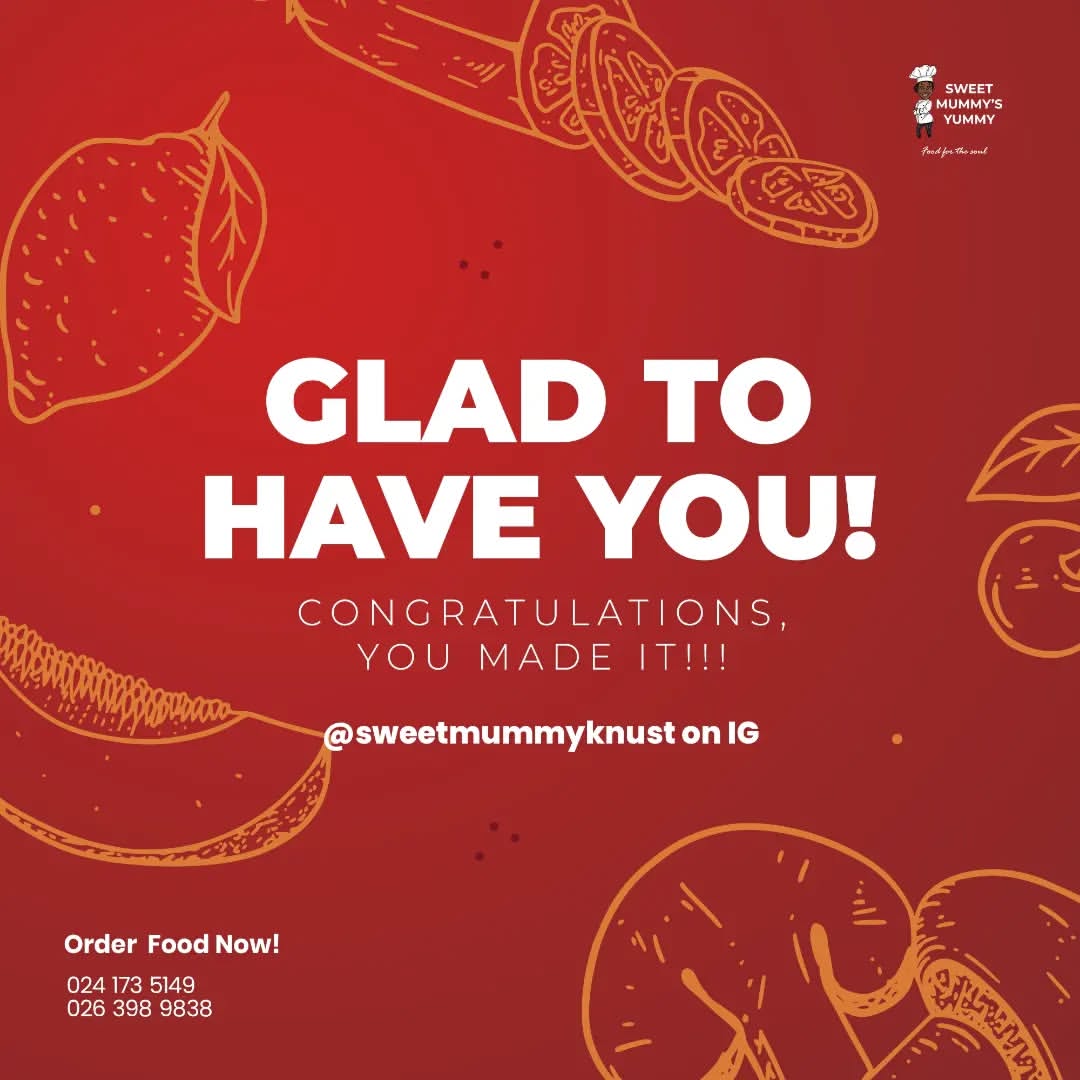 SWEET
MUMMY'S
YUMMY
Food for the soul
GLAD TO
HAVE YOU!
CONGRATULATIONS,
YOU MADE IT!!!
@sweetmummyknust on IG
Order Food Now!
024 173 5149
026 398 9838